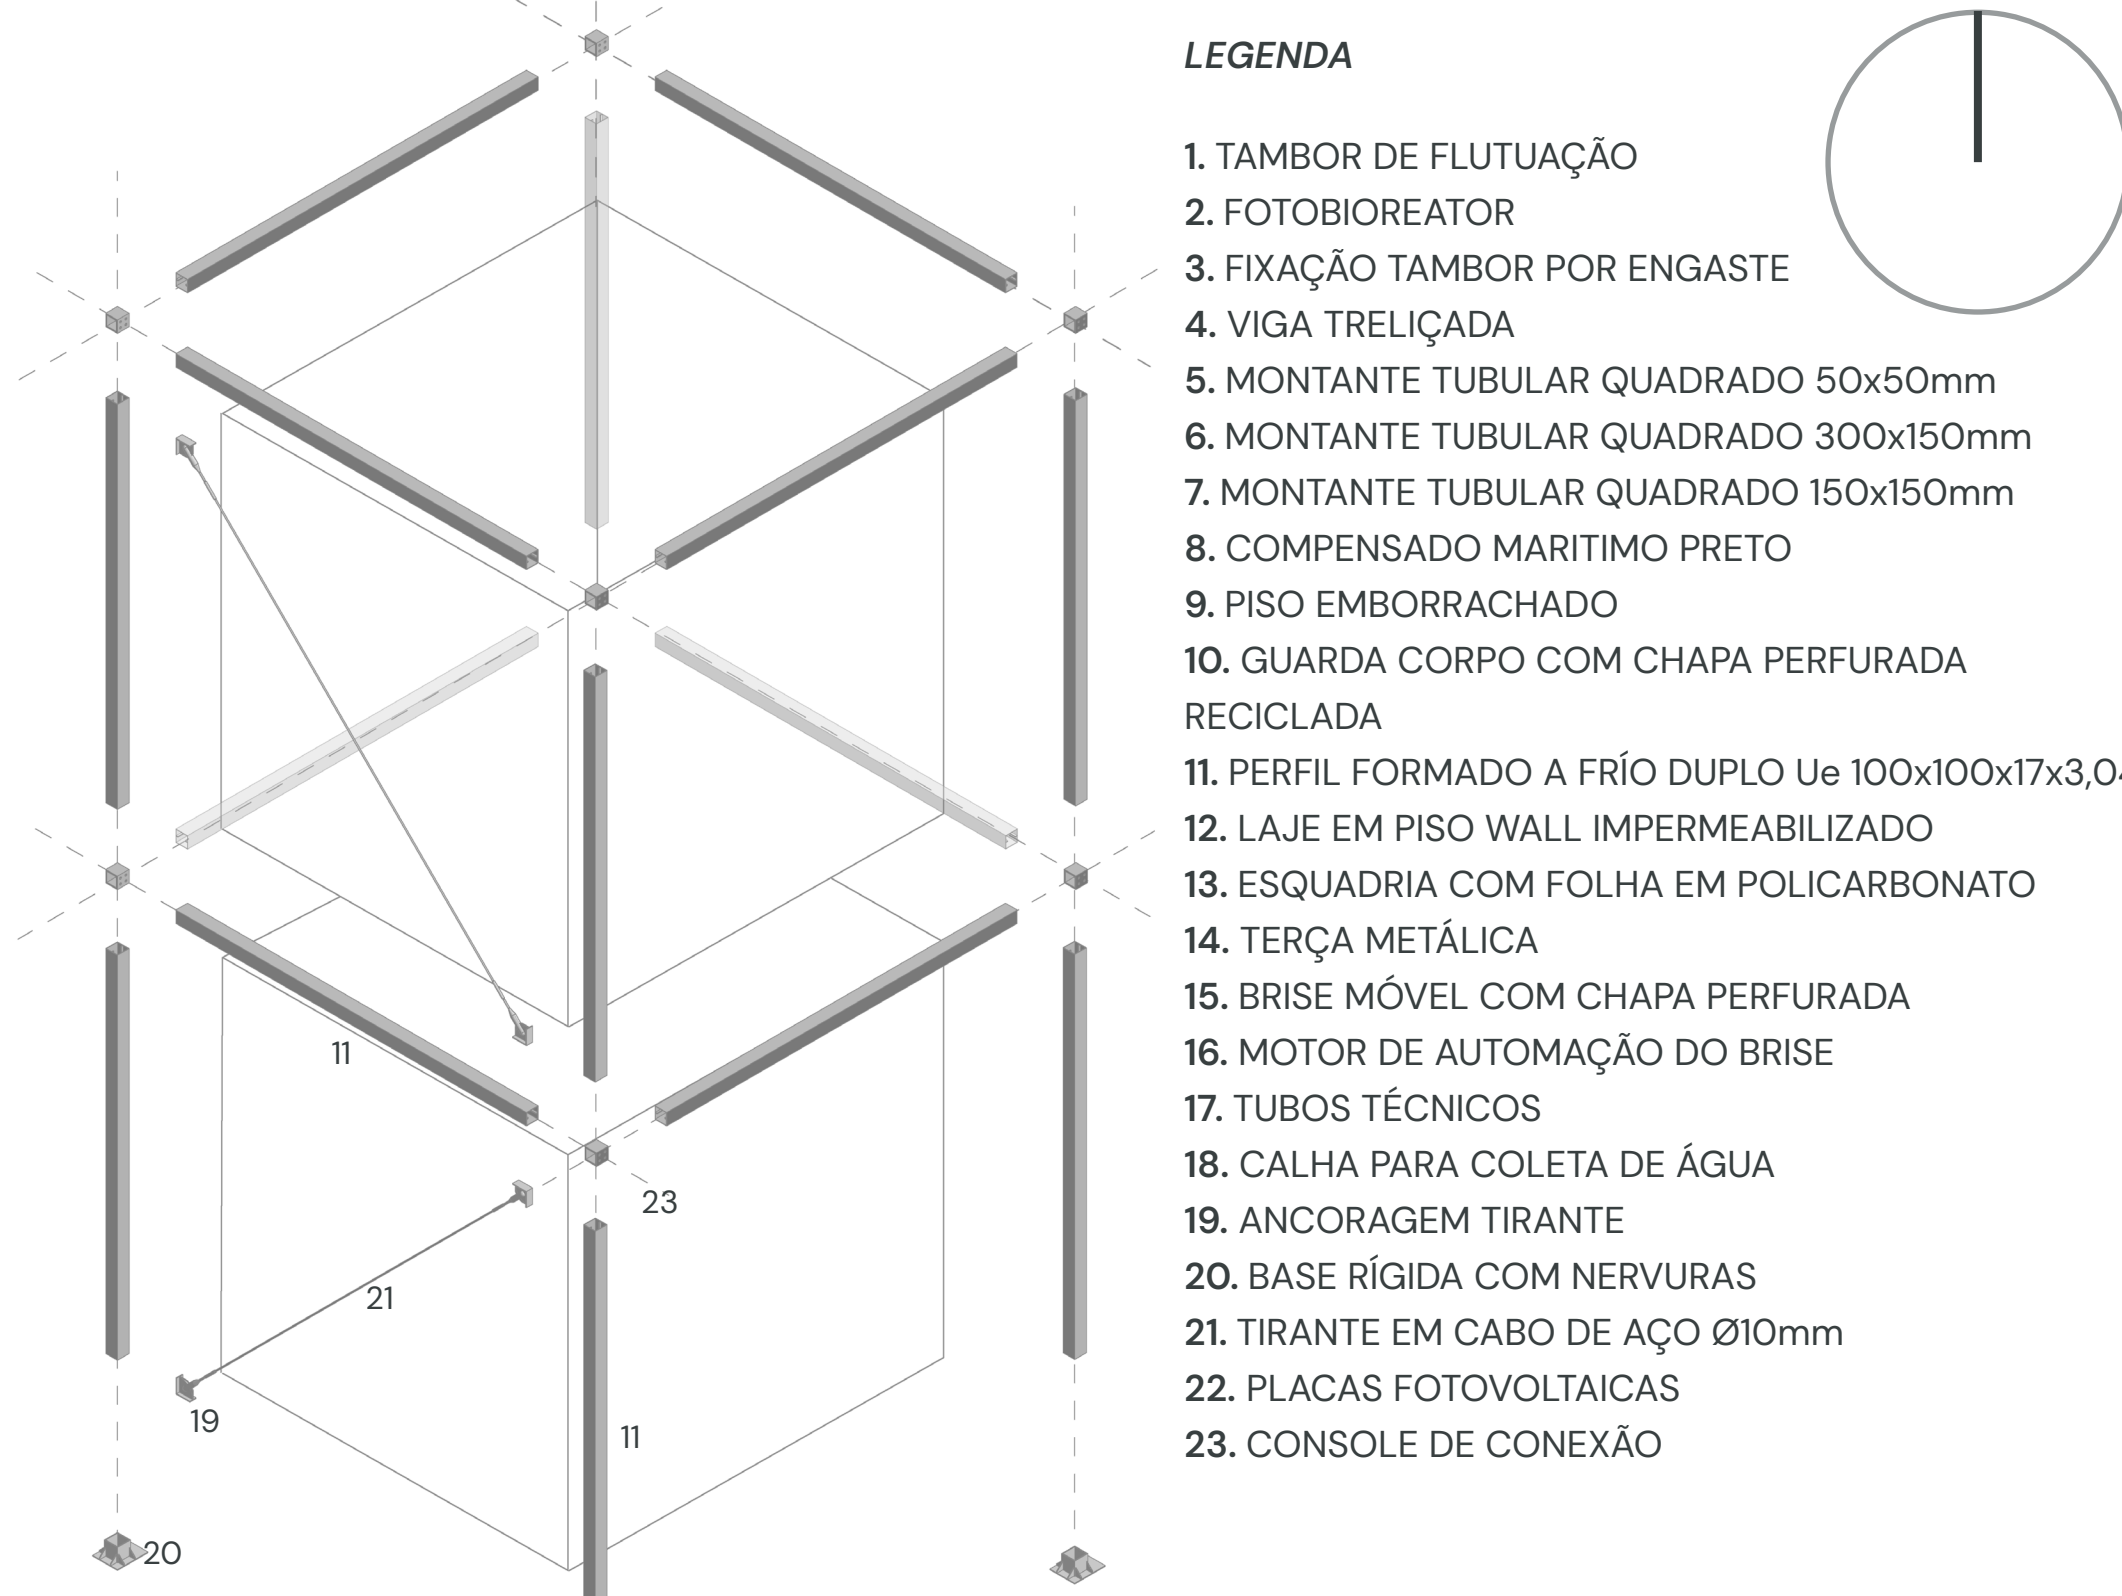 LEGENDA
1. TAMBOR DE FLUTUAÇÃO
2. FOTOBIOREATOR
3. FIXAÇÃO TAMBOR POR ENGASTE
4. VIGA TRELIÇADA
5. MONTANTE TUBULAR QUADRADO 50x50mm
6. MONTANTE TUBULAR QUADRADO 300x150mm
7. MONTANTE TUBULAR QUADRADO 150x150mm
8. COMPENSADO MARITIMO PRETO
9. PISO EMBORRACHADO
10. GUARDA CORPO COM CHAPA PERFURADA
RECICLADA
11. PERFIL FORMADO A FRÍO DUPLO Ue 100x100x17x3,04
12. LAJE EM PISO WALL IMPERMEABILIZADO
13. ESQUADRIA COM FOLHA EM POLICARBONATO
14. TERÇA METÁLICA
15. BRISE MÓVEL COM CHAPA PERFURADA
16. MOTOR DE AUTOMAÇÃO DO BRISE
17. TUBOS TÉCNICOS
18. CALHA PARA COLETA DE ÁGUA
19. ANCORAGEM TIRANTE
20. BASE RÍGIDA COM NERVURAS
21. TIRANTE EM CABO DE AÇO Ø10mm
22. PLACAS FOTOVOLTAICAS
23. CONSOLE DE CONEXÃO
11
23
21
19
11
20